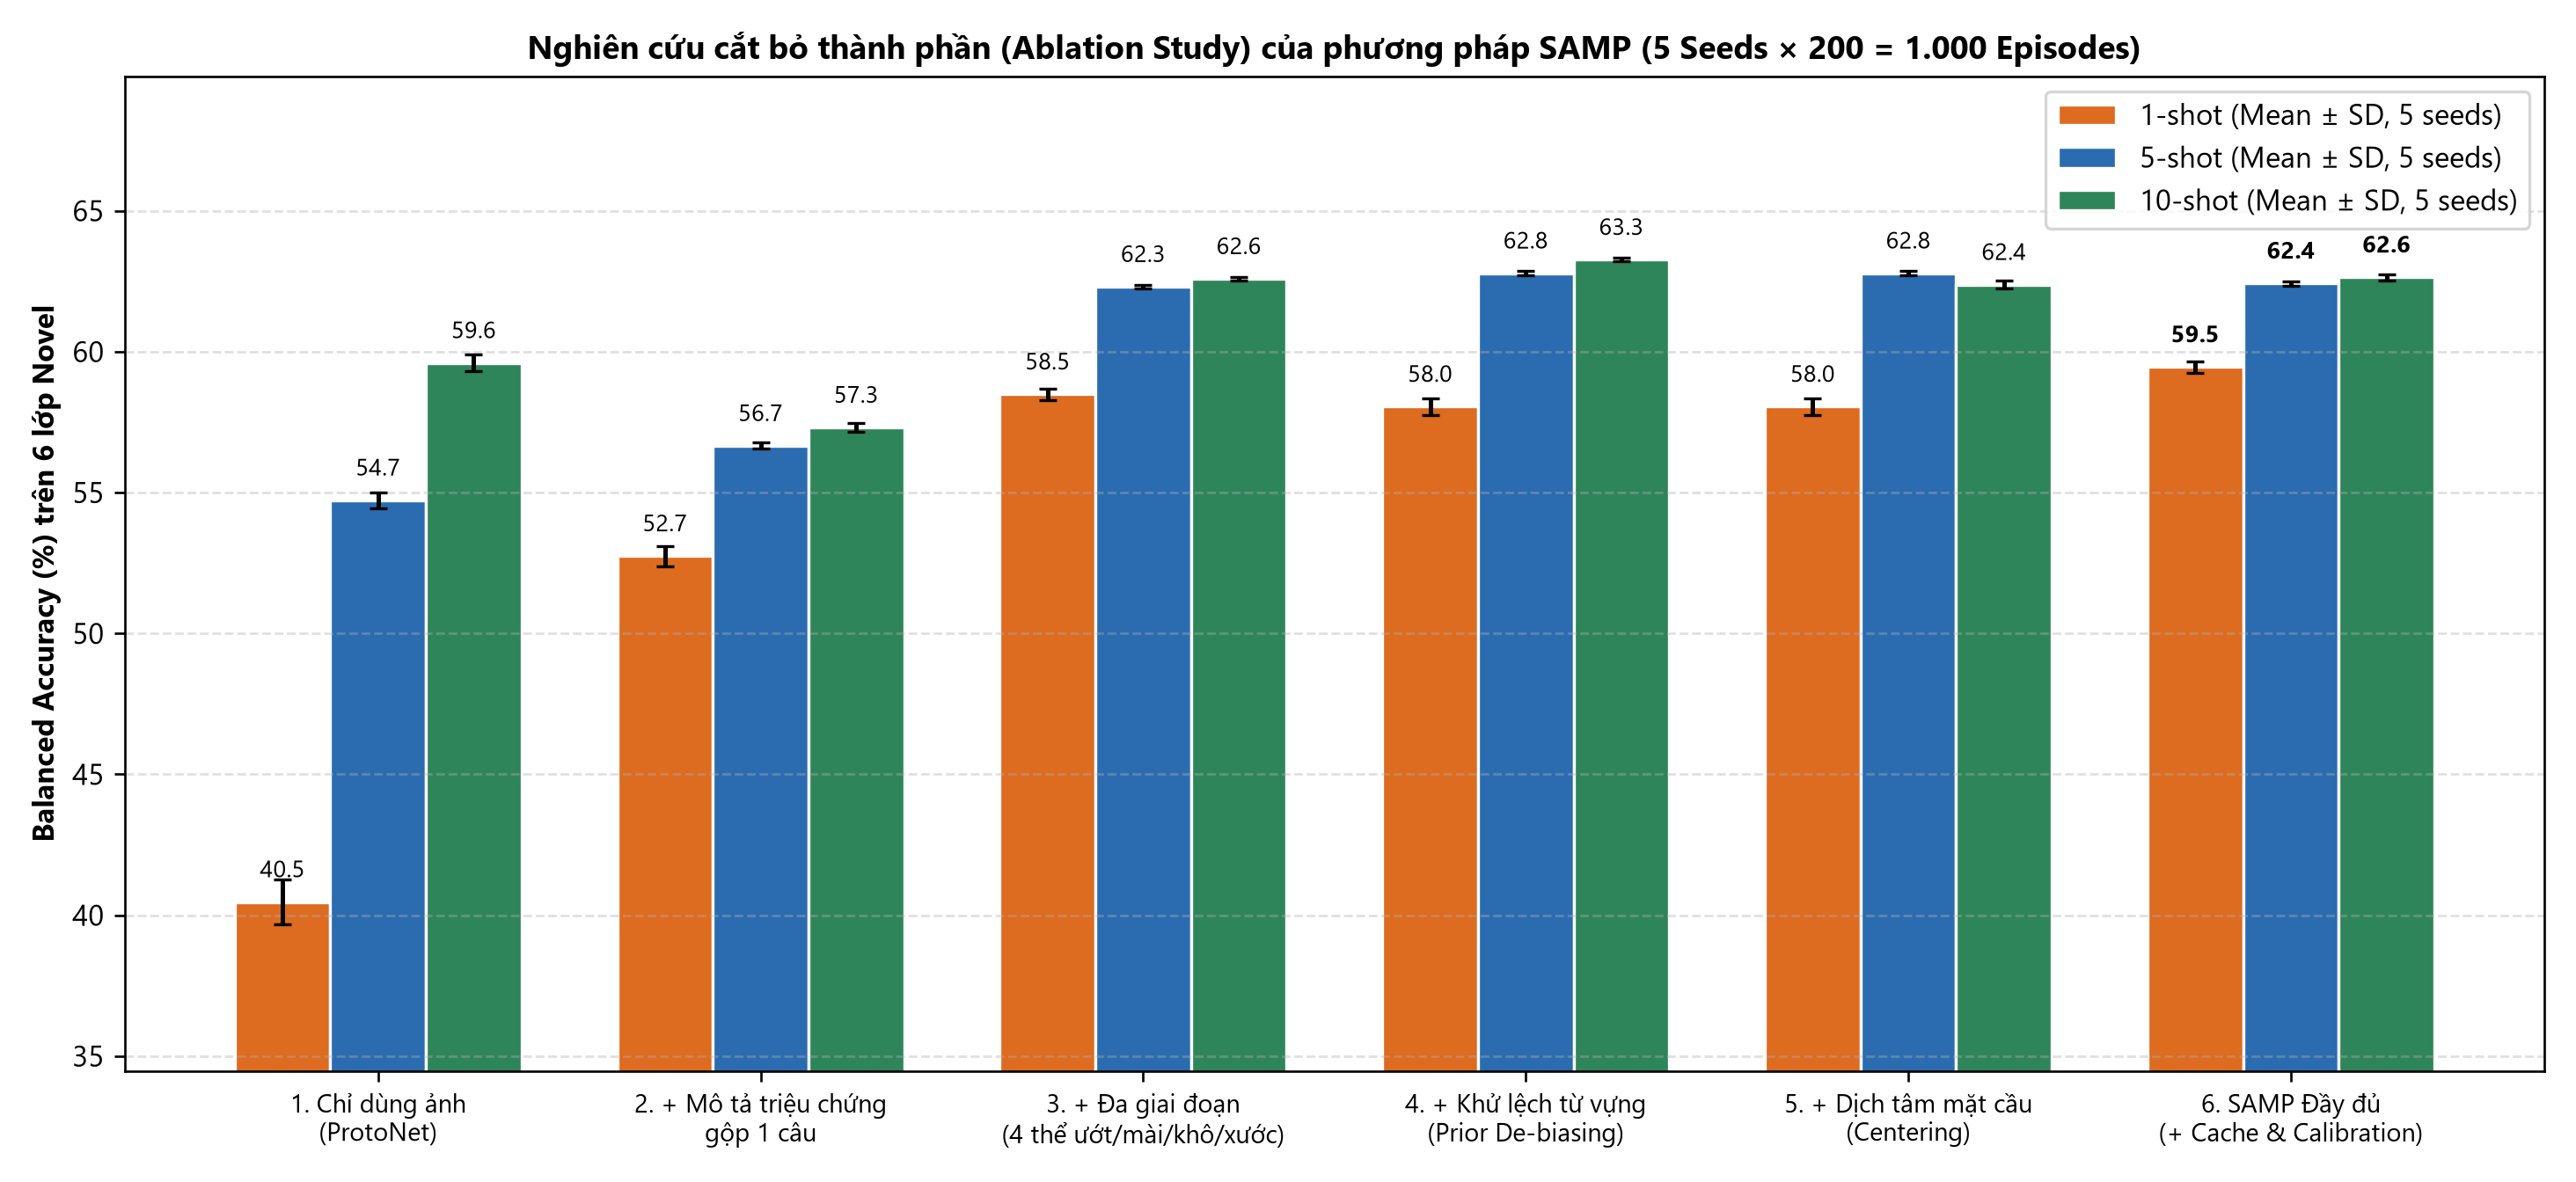 Nghiên cứu cắt bỏ thành phần (Ablation Study) của phương pháp SAMP (5 Seeds × 200 = 1.000 Episodes)
1-shot (Mean ± SD, 5 seeds)
5-shot (Mean ± SD, 5 seeds)
10-shot (Mean ± SD, 5 seeds)
Balanced Accuracy (%) trên 6 lớp Novel
65
60
55
50
45
40
35
40.5
54.7
59.6
52.7
56.7
57.3
58.5
62.3
62.6
58.0
62.8
63.3
58.0
62.8
62.4
59.5
62.4
62.6
1. Chỉ dùng ảnh
(ProtoNet)
2. + Mô tả triệu chứng
gộp 1 câu
3. + Đa giai đoạn
(4 thể ướt/mài/khô/xước)
4. + Khử lệch từ vựng
(Prior De-biasing)
5. + Dịch tâm mặt cầu
(Centering)
6. SAMP Đầy đủ
(+ Cache & Calibration)